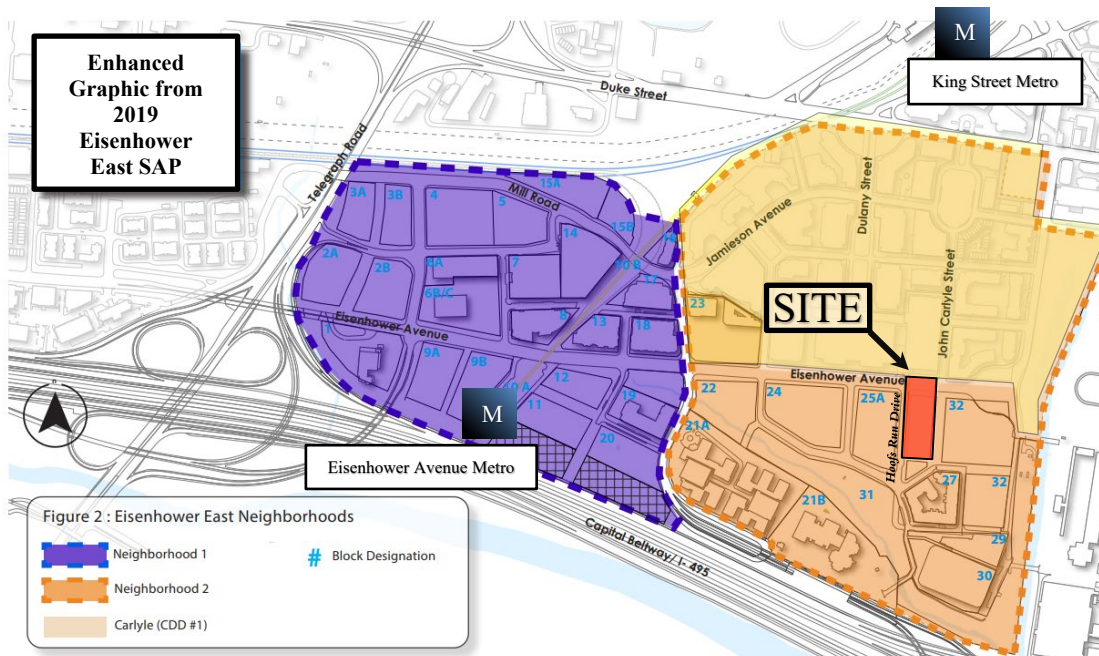 Enhanced
Graphic from
2019
Eisenhower
East SAP
M
King Street Metro
Duke Street
Telegraph Road
Mill Road
15A
3A
3B
4
5
14
15B
16
10 B
17
2A
2B
8A
7
6B/C
8
13
18
1
Eisenhower Avenue
9A
9B
10 A
12
11
19
20
M
Eisenhower Avenue Metro
Jamieson Avenue
Dulany Street
John Carlyle Street
23
SITE
Eisenhower Avenue
22
24
25A
32
Hoofs Run Drive
21A
21B
31
27
32
29
30
Capital Beltway/ I- 495
n
Figure 2 : Eisenhower East Neighborhoods
Neighborhood 1
# Block Designation
Neighborhood 2
Carlyle (CDD #1)